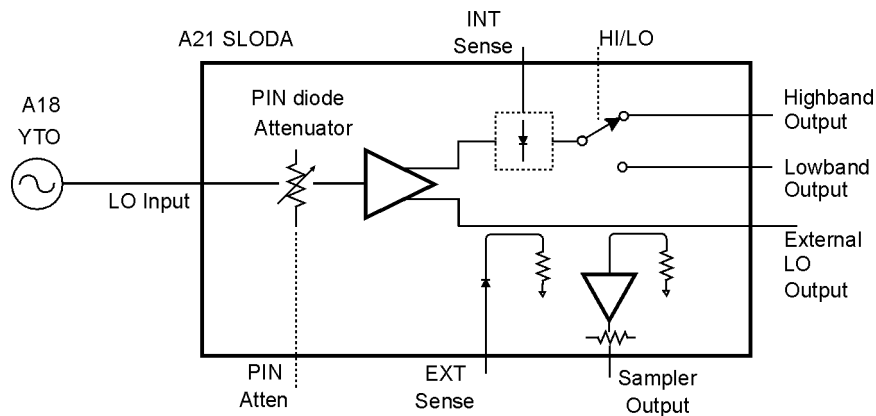 INT
Sense
A21 SLODA
HI/LO
A18
YTO
PIN diode
Attenuator
Highband
Output
Lowband
Output
LO Input
External
LO
Output
PIN
Atten
EXT
Sense
Sampler
Output